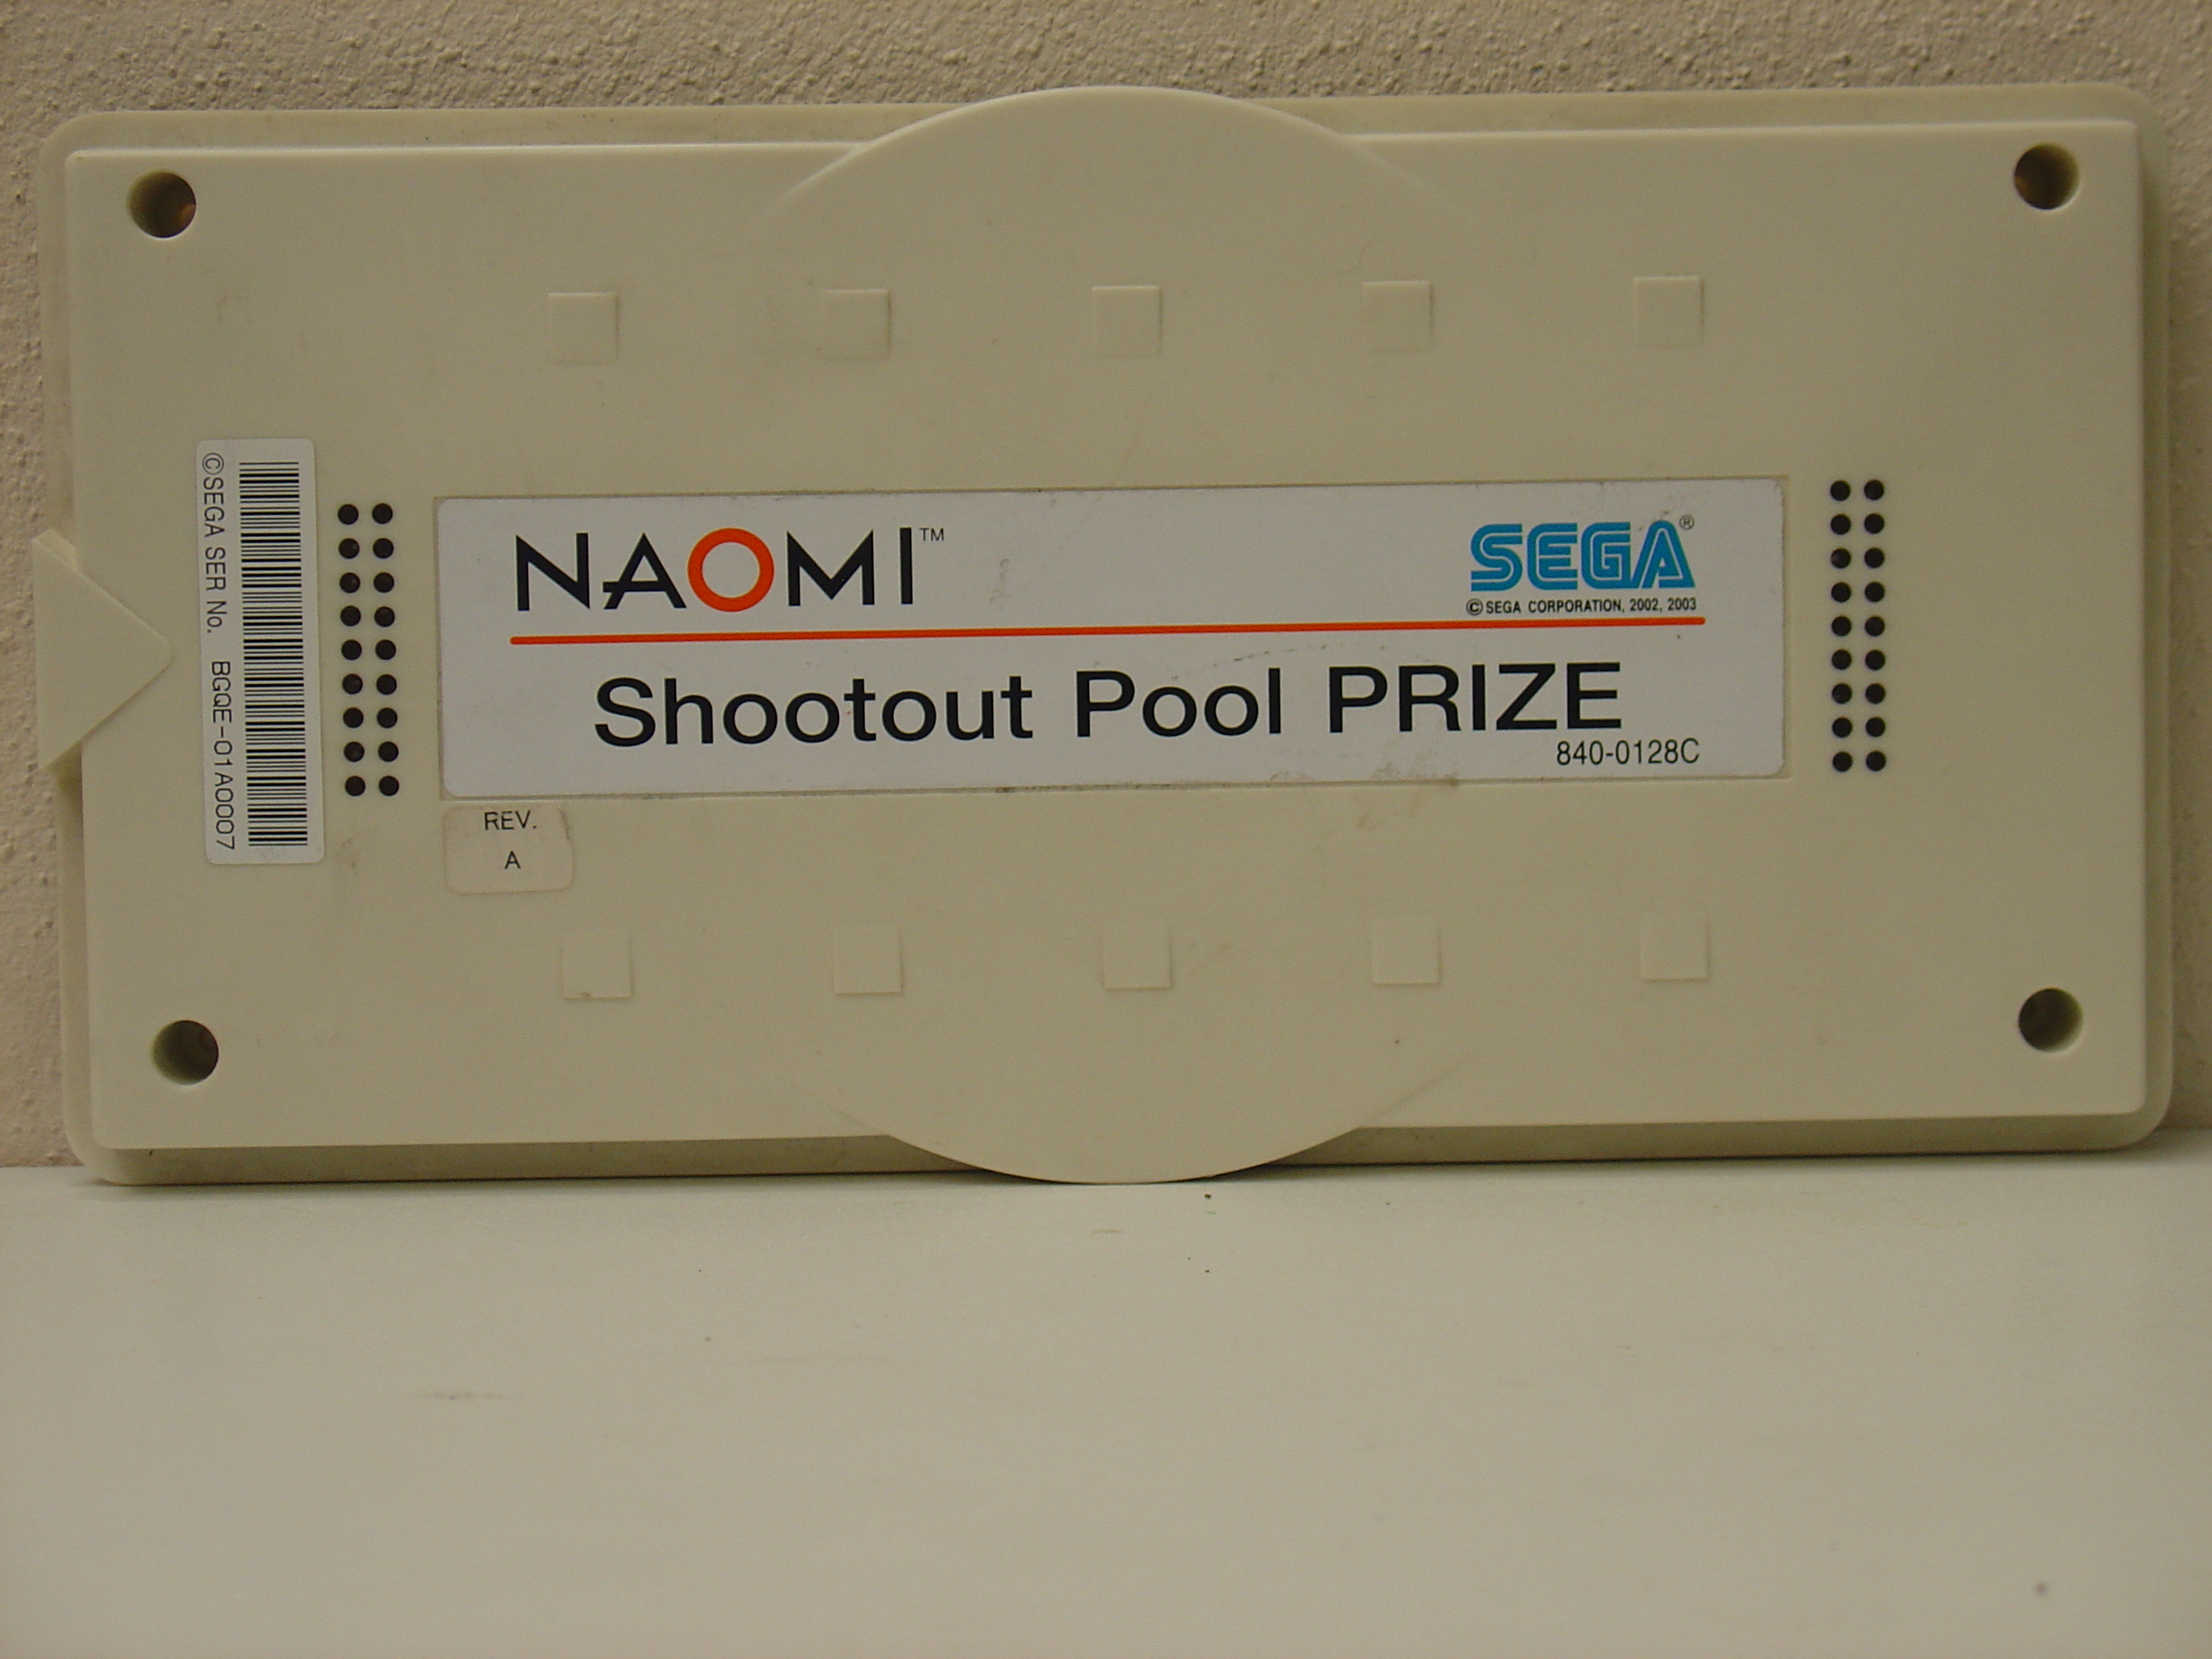 NAOMI™
SEGA®
©SEGA CORPORATION, 2002, 2003
Shootout Pool PRIZE
840-0128C
REV.
A
©SEGA SER No. BGQE-01A0007